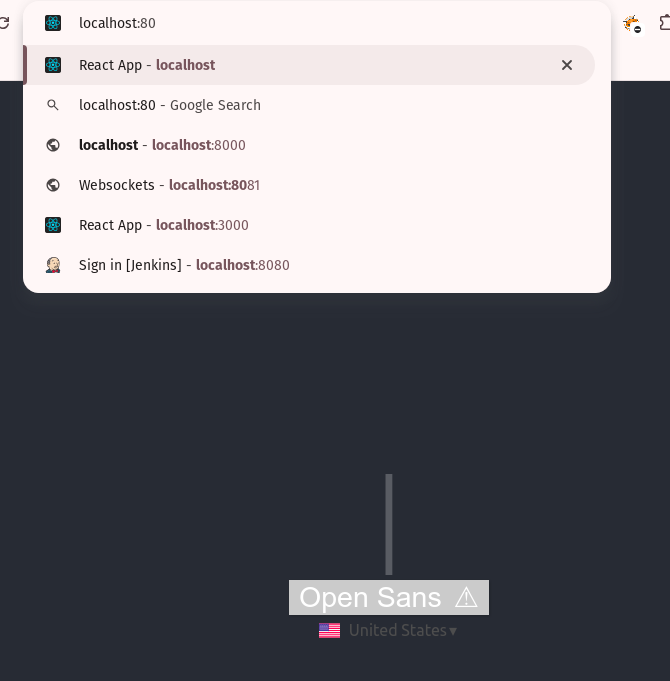 localhost:80
React App - localhost
localhost:80 - Google Search
localhost - localhost:8000
Websockets - localhost:8081
React App - localhost:3000
Sign in [Jenkins] - localhost:8080
Open Sans ⚠
United States ▾